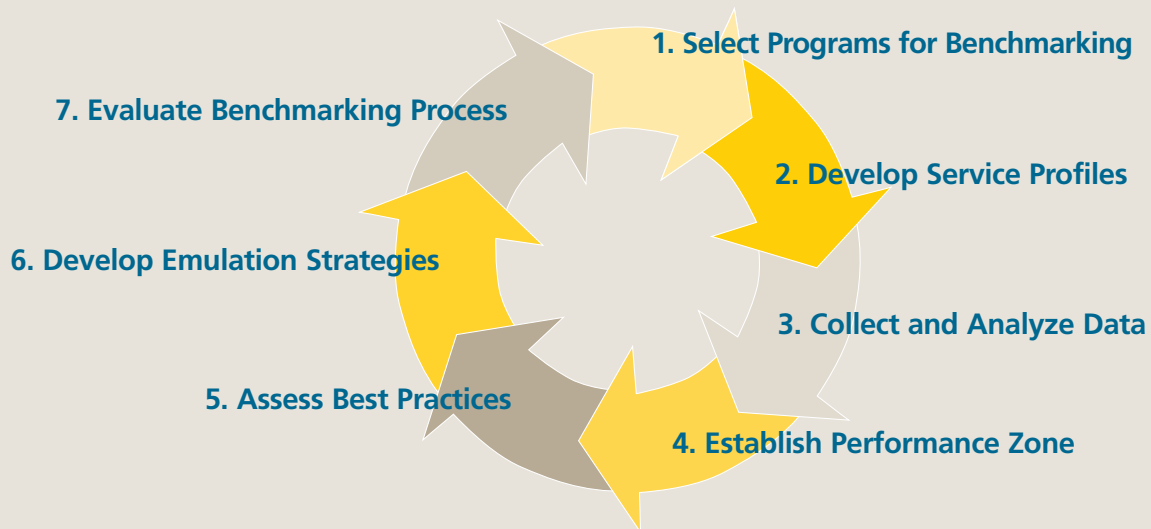 1. Select Programs for Benchmarking
2. Develop Service Profiles
3. Collect and Analyze Data
4. Establish Performance Zone
5. Assess Best Practices
6. Develop Emulation Strategies
7. Evaluate Benchmarking Process